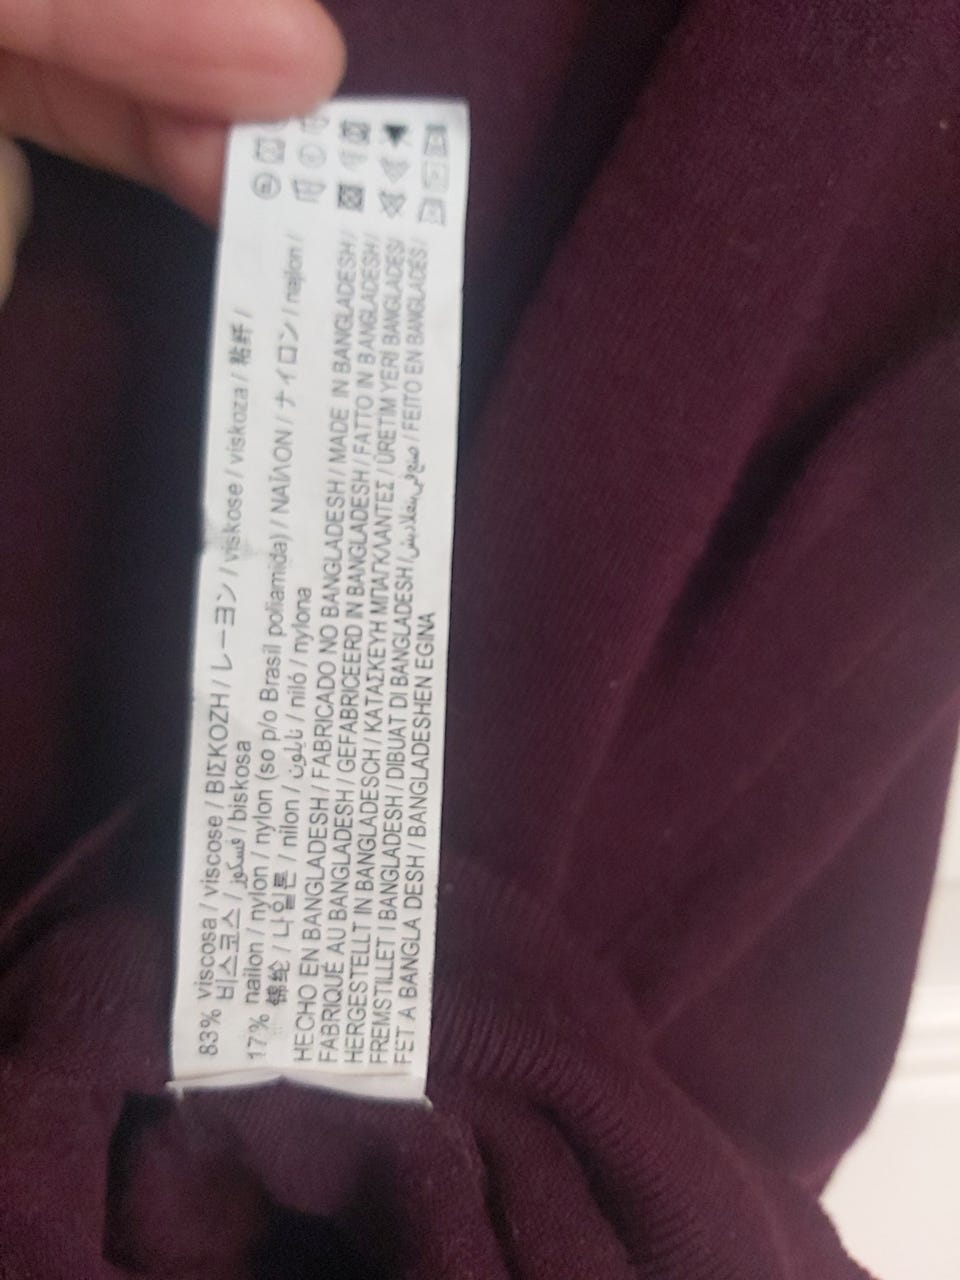 83% viscosa / viscose / ΒΙΣΚΟΖΗ / レーヨン / viskose / viskoza / 粘纤 /
비스코스 / فسكوز / biskosa
17% nailon / nylon / nylon (so p/o Brasil poliamida) / ΝΑΪΛΟΝ / ナイロン / najlon /
锦纶 / 나일론 / nilon / نايلون / niló / nylona
HECHO EN BANGLADESH / FABRICADO NO BANGLADESH / MADE IN BANGLADESH /
FABRIQUÉ AU BANGLADESH / GEFABRICEERD IN BANGLADESH / FATTO IN BANGLADESH /
HERGESTELLT IN BANGLADESCH / ΚΑΤΑΣΚΕΥΗ ΜΠΑΓΚΛΑΝΤΕΣ / ÜRETIM YERİ BANGLADEŞ /
FREMSTILLET I BANGLADESH / DIBUAT DI BANGLADESH / صنع في بنغلاديش / FEITO EN BANGLADÉS /
FET A BANGLA DESH / BANGLADESHEN EGINA